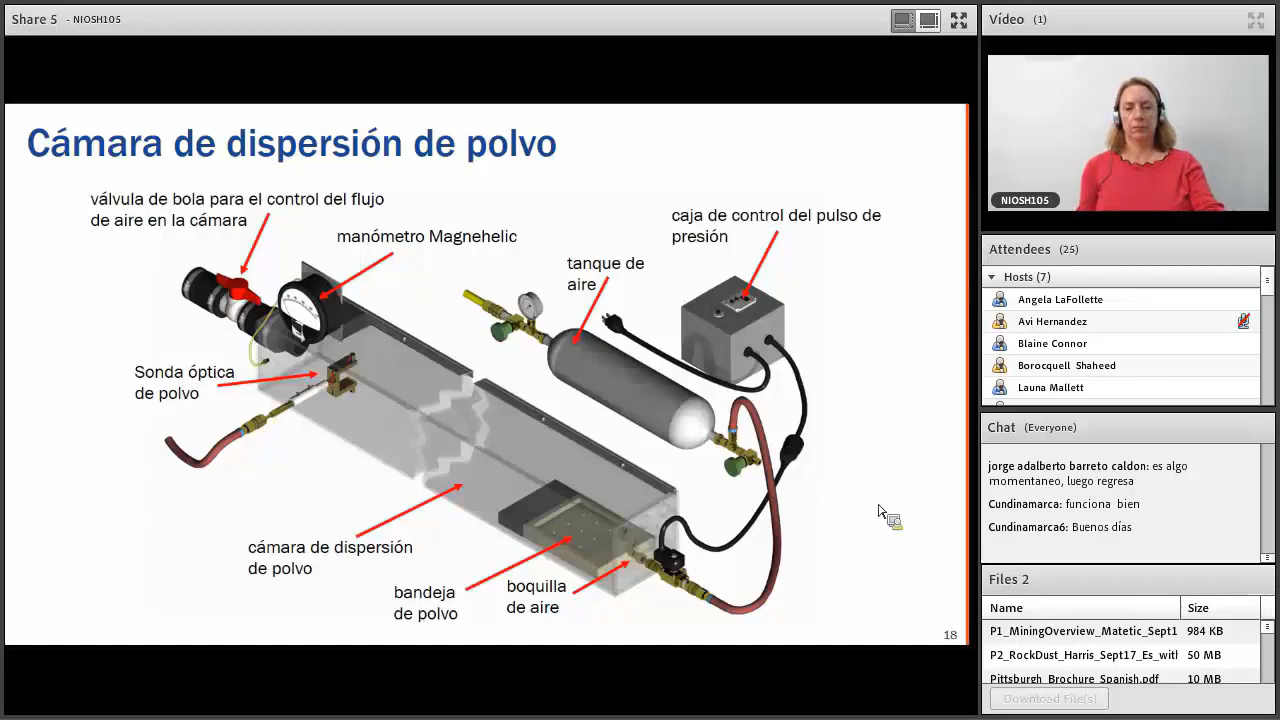 Share 5 - NIOSH105
Cámara de dispersión de polvo
válvula de bola para el control del flujo
de aire en la cámara
manómetro Magnehelic
tanque de
aire
caja de control del pulso de
presión
Sonda óptica
de polvo
cámara de dispersión
de polvo
bandeja
de polvo
boquilla
de aire
18
Vídeo (1)
NIOSH105
Attendees (25)
Hosts (7)
Angela LaFollette
Avi Hernandez
Blaine Connor
Borocquell Shaheed
Launa Mallett
Chat (Everyone)
jorge adalberto barreto caldon: es algo
momentaneo, luego regresa
Cundinamarca: funciona bien
Cundinamarca6: Buenos días
Files 2
Name Size
P1_MiningOverview_Matetic_Sept1 984 KB
P2_RockDust_Harris_Sept17_Es_wit 50 MB
Pittsburgh_Brochure_Spanish.pdf 10 MB
Download File(s)